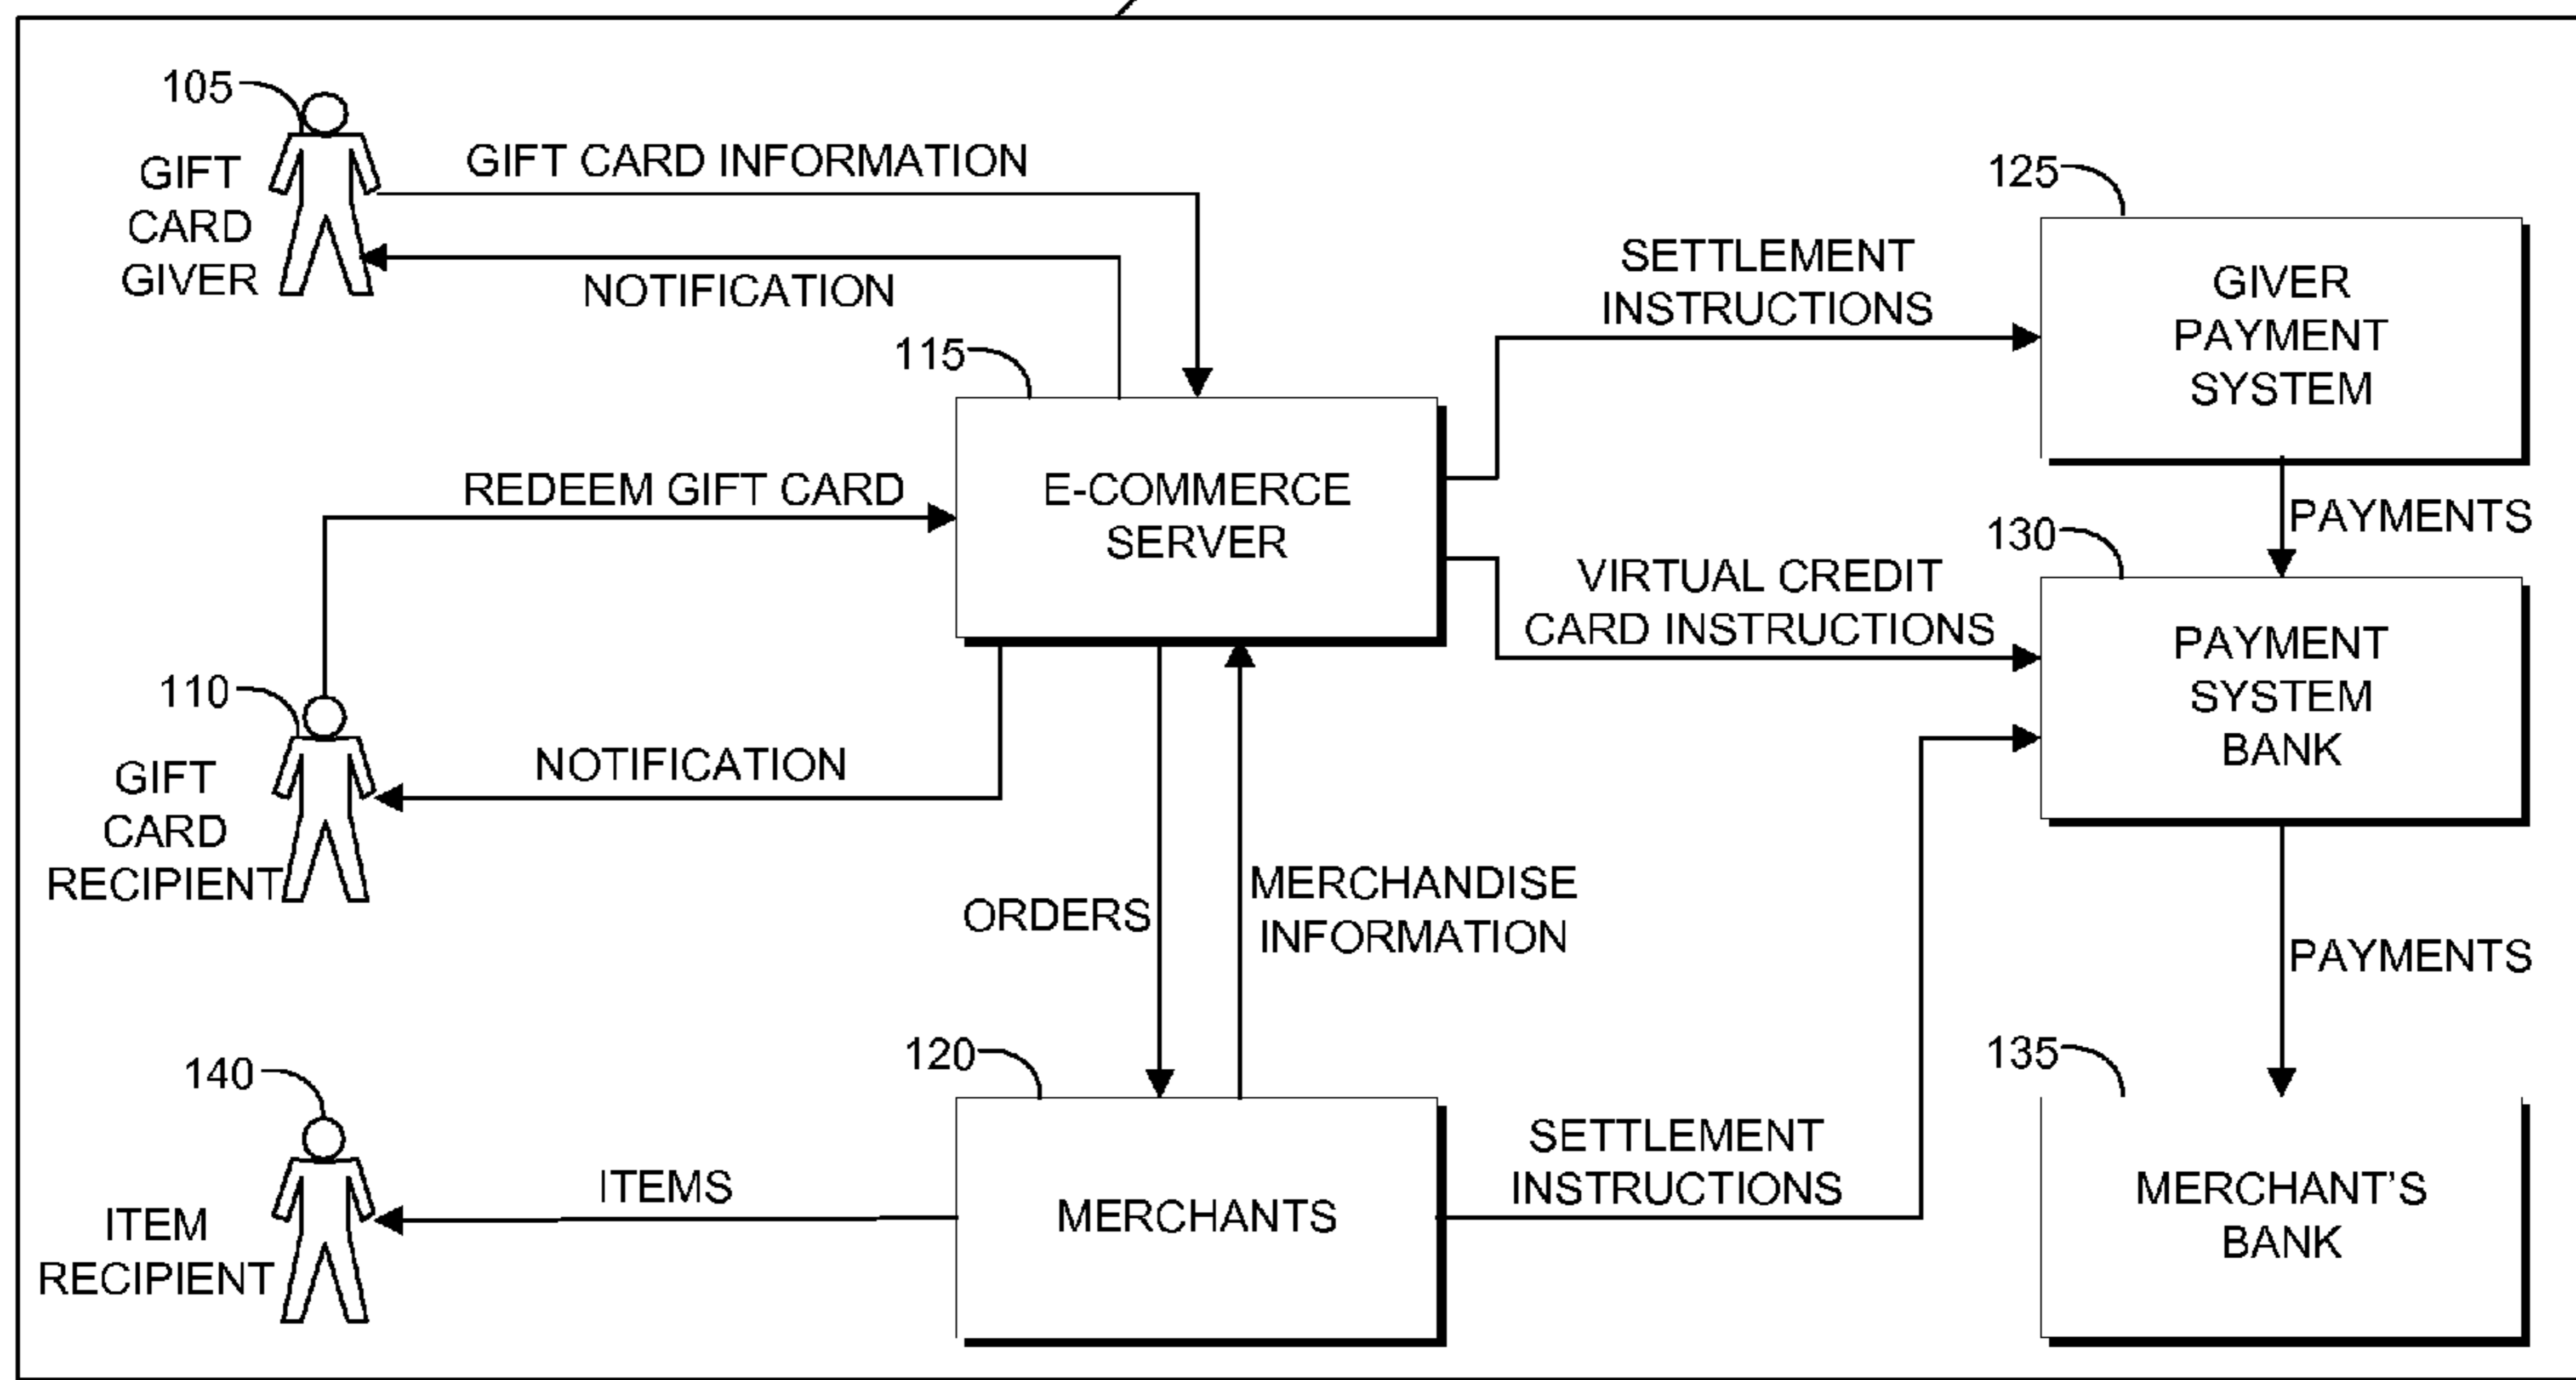 105
GIFT
CARD
GIVER
GIFT CARD INFORMATION
NOTIFICATION
115
E-COMMERCE
SERVER
SETTLEMENT
INSTRUCTIONS
125
GIVER
PAYMENT
SYSTEM
PAYMENTS
REDEEM GIFT CARD
VIRTUAL CREDIT
CARD INSTRUCTIONS
130
PAYMENT
SYSTEM
BANK
110
GIFT
CARD
RECIPIENT
NOTIFICATION
ORDERS
MERCHANDISE
INFORMATION
PAYMENTS
140
ITEM
RECIPIENT
ITEMS
120
MERCHANTS
SETTLEMENT
INSTRUCTIONS
135
MERCHANT'S
BANK